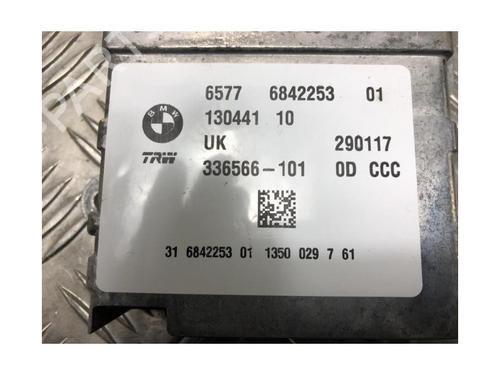 6577 6842253 01
BMW
130441 10
UK 290117
TRW
336566-101 0D CCC
31 6842253 01 1350 029 7 61